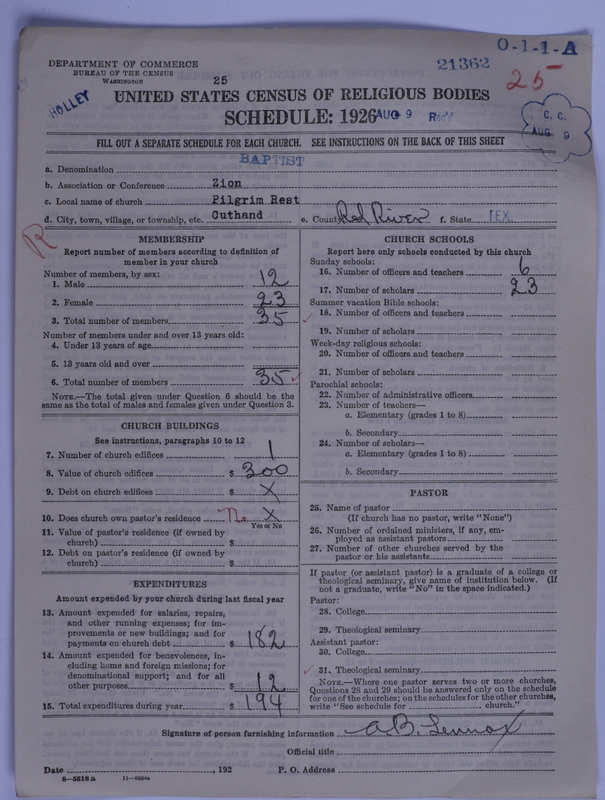 O-1-1-A
DEPARTMENT OF COMMERCE
BUREAU OF THE CENSUS
WASHINGTON
21362
25
25
HOLLEY
UNITED STATES CENSUS OF RELIGIOUS BODIES
SCHEDULE: 1926
AUG 9 Rec'd
C. C.
AUG 9
FILL OUT A SEPARATE SCHEDULE FOR EACH CHURCH. SEE INSTRUCTIONS ON THE BACK OF THIS SHEET
a. Denomination BAPTIST
b. Association or Conference Zion
c. Local name of church Pilgrim Rest
d. City, town, village, or township, etc. Cuthand e. County Red River f. State TEX.
R
MEMBERSHIP
Report number of members according to definition of
member in your church
Number of members, by sex:
1. Male 12
2. Female 23
3. Total number of members 35
Number of members under and over 13 years old:
4. Under 13 years of age
5. 13 years old and over
6. Total number of members 35
NOTE.—The total given under Question 6 should be the
same as the total of males and females given under Question 3.
CHURCH BUILDINGS
See instructions, paragraphs 10 to 12
7. Number of church edifices 1
8. Value of church edifices $ 300
9. Debt on church edifices $ X
10. Does church own pastor's residence No X
Yes or No
11. Value of pastor's residence (if owned by
church) $
12. Debt on pastor's residence (if owned by
church) $
EXPENDITURES
Amount expended by your church during last fiscal year
13. Amount expended for salaries, repairs,
and other running expenses; for im-
provements or new buildings; and for
payments on church debt $ 182
14. Amount expended for benevolences, in-
cluding home and foreign missions; for
denominational support; and for all
other purposes $ 12
15. Total expenditures during year $ 194
CHURCH SCHOOLS
Report here only schools conducted by this church
Sunday schools:
16. Number of officers and teachers 6
17. Number of scholars 23
Summer vacation Bible schools:
18. Number of officers and teachers
19. Number of scholars
Week-day religious schools:
20. Number of officers and teachers
21. Number of scholars
Parochial schools:
22. Number of administrative officers
23. Number of teachers—
a. Elementary (grades 1 to 8)
b. Secondary
24. Number of scholars—
a. Elementary (grades 1 to 8)
b. Secondary
PASTOR
25. Name of pastor
(If church has no pastor, write "None")
26. Number of ordained ministers, if any, em-
ployed as assistant pastors
27. Number of other churches served by the
pastor or his assistants
If pastor (or assistant pastor) is a graduate of a college or
theological seminary, give name of institution below. (If
not a graduate, write "No" in the space indicated.)
Pastor:
28. College
29. Theological seminary
Assistant pastor:
30. College
31. Theological seminary
NOTE.—Where one pastor serves two or more churches,
Questions 28 and 29 should be answered only on the schedule
for one of the churches; on the schedules for the other churches,
write "See schedule for church."
Signature of person furnishing information A.B. Lennox
Official title
Date , 192 P. O. Address
8—5518 a 11—9054a